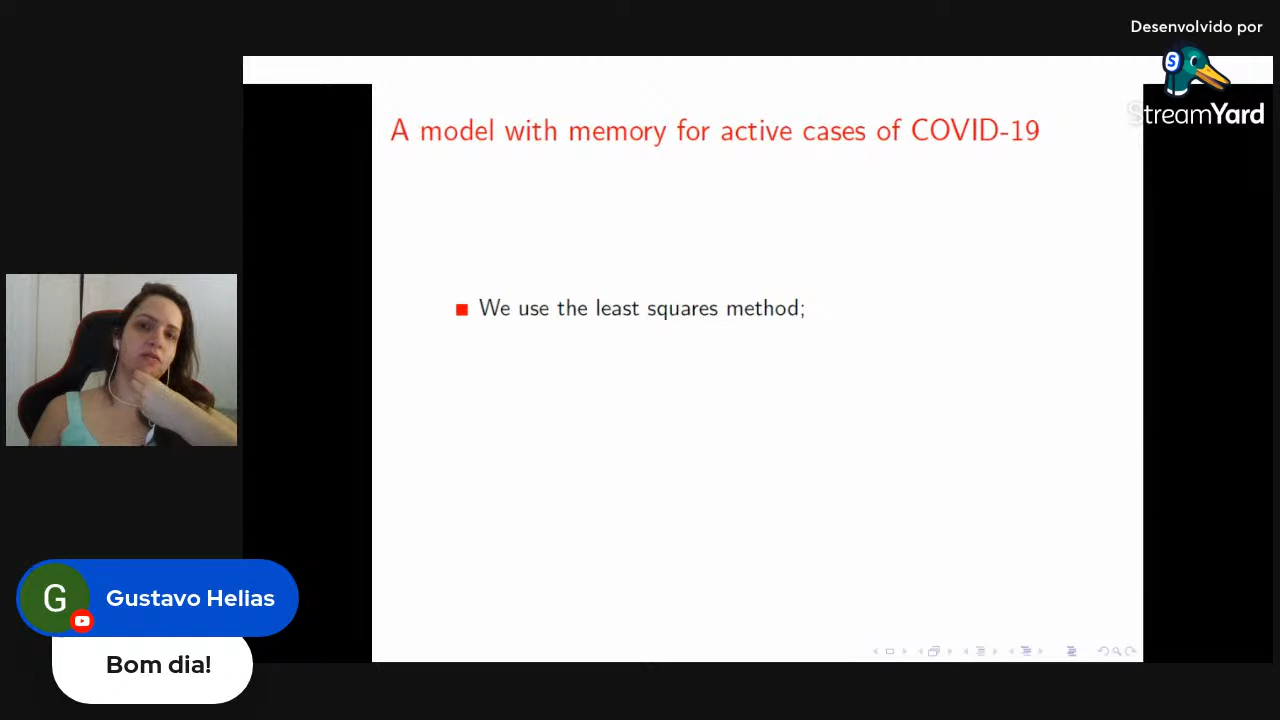 Desenvolvido por
StreamYard
A model with memory for active cases of COVID-19
We use the least squares method;
G Gustavo Helias
Bom dia!